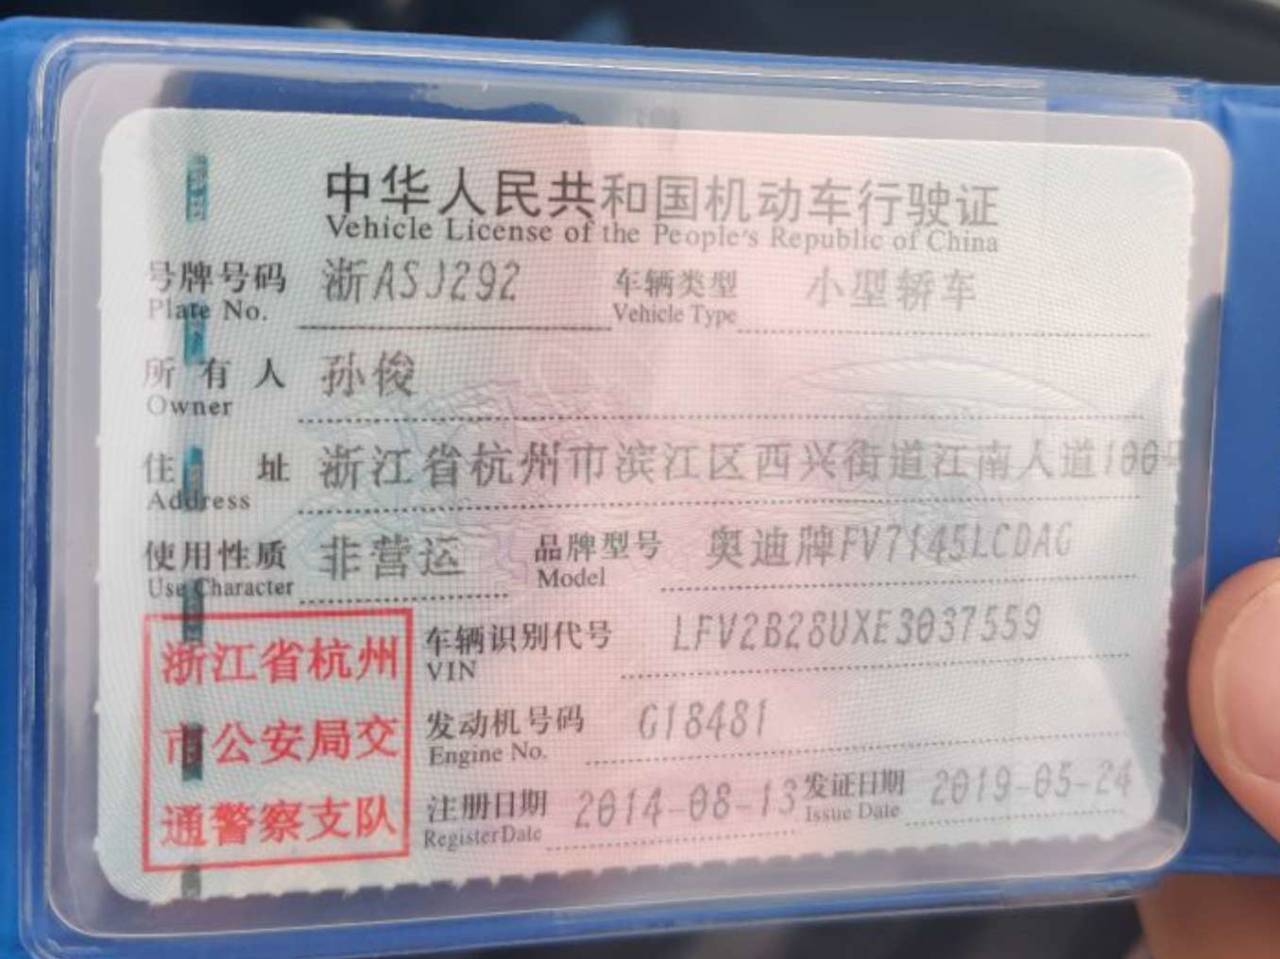 中华人民共和国机动车行驶证
Vehicle License of the People's Republic of China
号牌号码 浙ASJ292 车辆类型 小型轿车
Plate No. Vehicle Type
所有人 孙俊
Owner
住址 浙江省杭州市滨江区西兴街道江南大道100
Address
使用性质 非营运 品牌型号 奥迪牌FV7145LCDAG
Use Character Model
浙江省杭州
市公安局交
通警察支队
车辆识别代号 LFV2B28UXE3037559
VIN
发动机号码 G18481
Engine No.
注册日期 2014-08-13 发证日期 2019-05-24
Register Date Issue Date